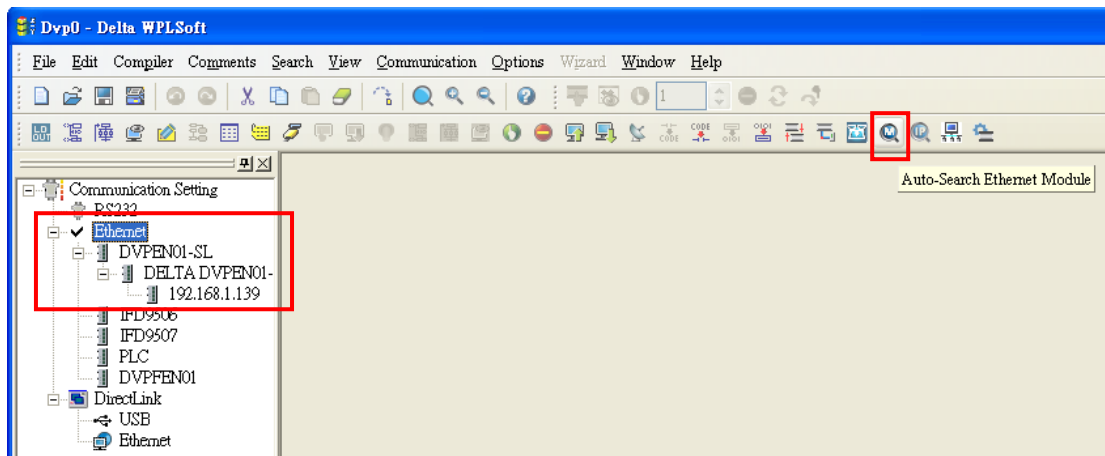 Dvp0 - Delta WPLSoft
File Edit Compiler Comments Search View Communication Options Wizard Window Help
1
Auto-Search Ethernet Module
Communication Setting
RS232
Ethernet
DVPEN01-SL
DELTA DVPEN01-
192.168.1.139
IFD9506
IFD9507
PLC
DVPFEN01
DirectLink
USB
Ethernet